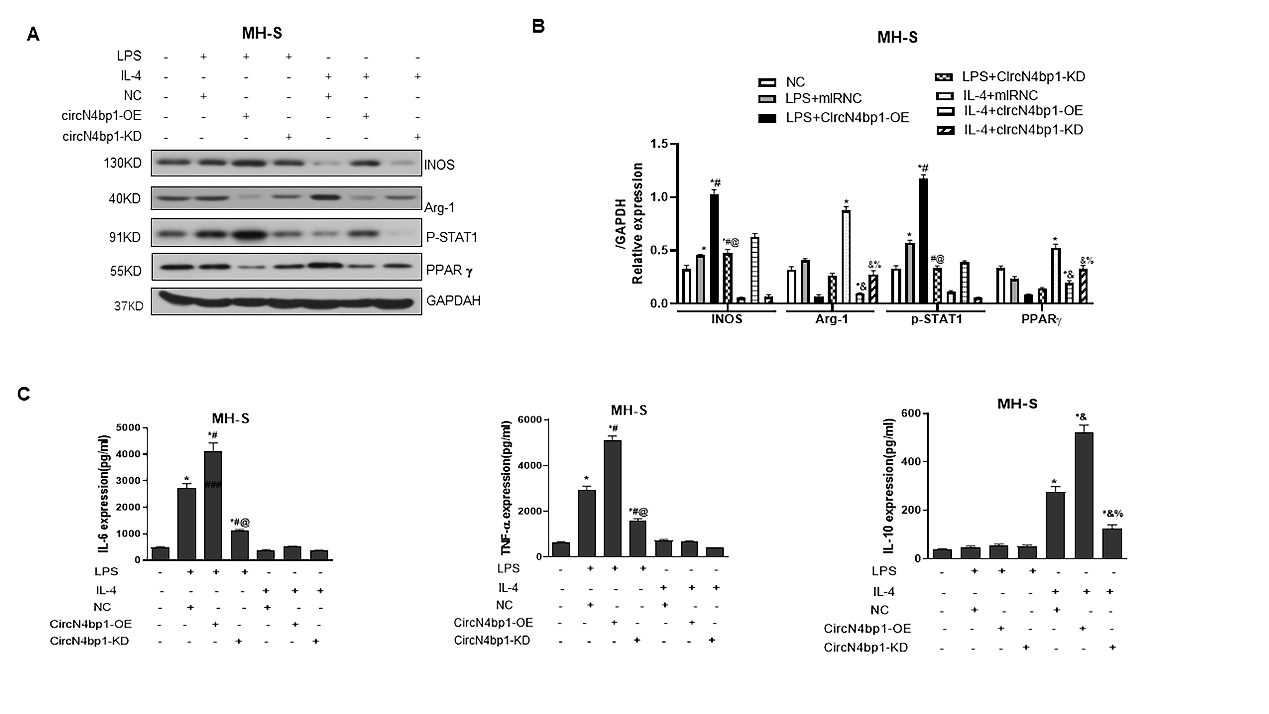 A
MH-S
LPS - + + + - - -
IL-4 - - - - + + +
NC - + - - + - -
circN4bp1-OE - - + - - + -
circN4bp1-KD - - - + - - +
130KD INOS
40KD Arg-1
91KD P-STAT1
55KD PPAR γ
37KD GAPDAH
B
MH-S
NC
LPS+mIRNC
LPS+CIrcN4bp1-OE
LPS+CIrcN4bp1-KD
IL-4+mIRNC
IL-4+cIrcN4bp1-OE
IL-4+cIrcN4bp1-KD
/GAPDH
Relative expression
1.5
1.0
0.5
0.0
* *# *#@
* *& &%
* *# #@
* *& &%
INOS Arg-1 p-STAT1 PPARγ
C
MH-S
IL-6 expression(pg/ml)
5000
4000
3000
2000
1000
0
* *# ### *#@
LPS - + + + - - -
IL-4 - - - - + + +
NC - + - - + - -
CircN4bp1-OE - - + - - + -
CircN4bp1-KD - - - + - - +
MH-S
TNF-α expression(pg/ml)
6000
4000
2000
0
* *# *#@
LPS - + + + - - -
IL-4 - - - - + + +
NC - + - - + - -
CircN4bp1-OE - - + - - + -
CircN4bp1-KD - - - + - - +
MH-S
IL-10 expression(pg/ml)
600
400
200
0
* *& *&%
LPS - + + + - - -
IL-4 - - - - + + +
NC - + - - + - -
CircN4bp1-OE - - + - - + -
CircN4bp1-KD - - - + - - +